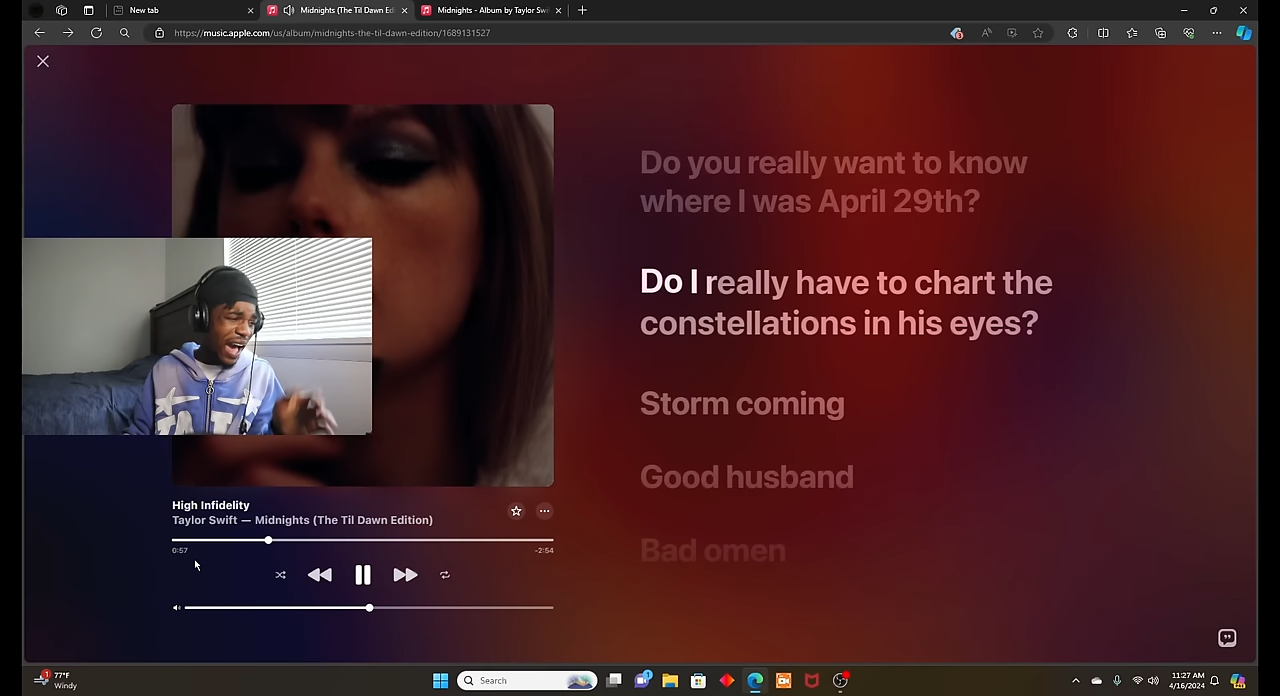 New tab
Midnights (The Til Dawn Ed
Midnights - Album by Taylor Sw
https://music.apple.com/us/album/midnights-the-til-dawn-edition/1689131527
Do you really want to know
where I was April 29th?
Do I really have to chart the
constellations in his eyes?
Storm coming
Good husband
Bad omen
High Infidelity
Taylor Swift — Midnights (The Til Dawn Edition)
0:57
-2:54
77°F
Windy
Search
11:27 AM
4/16/2024